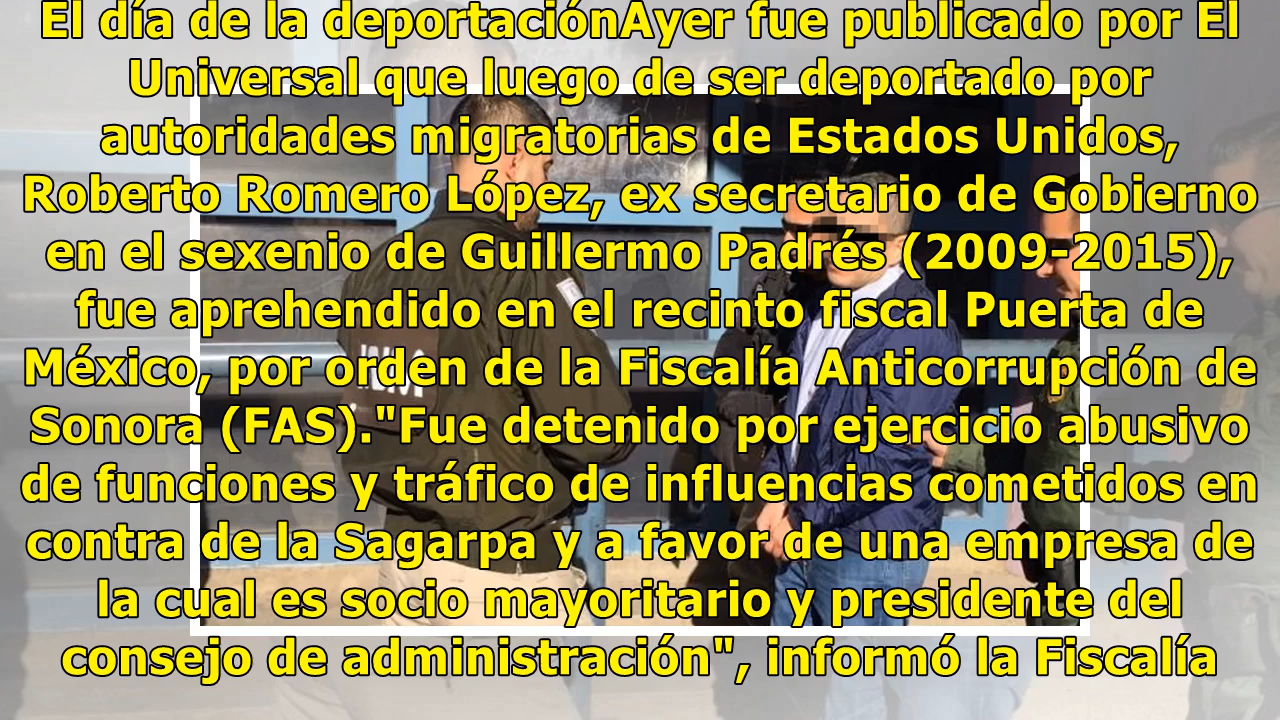 El día de la deportaciónAyer fue publicado por El
Universal que luego de ser deportado por
autoridades migratorias de Estados Unidos,
Roberto Romero López, ex secretario de Gobierno
en el sexenio de Guillermo Padrés (2009-2015),
fue aprehendido en el recinto fiscal Puerta de
México, por orden de la Fiscalía Anticorrupción de
Sonora (FAS)."Fue detenido por ejercicio abusivo
de funciones y tráfico de influencias cometidos en
contra de la Sagarpa y a favor de una empresa de
la cual es socio mayoritario y presidente del
consejo de administración", informó la Fiscalía